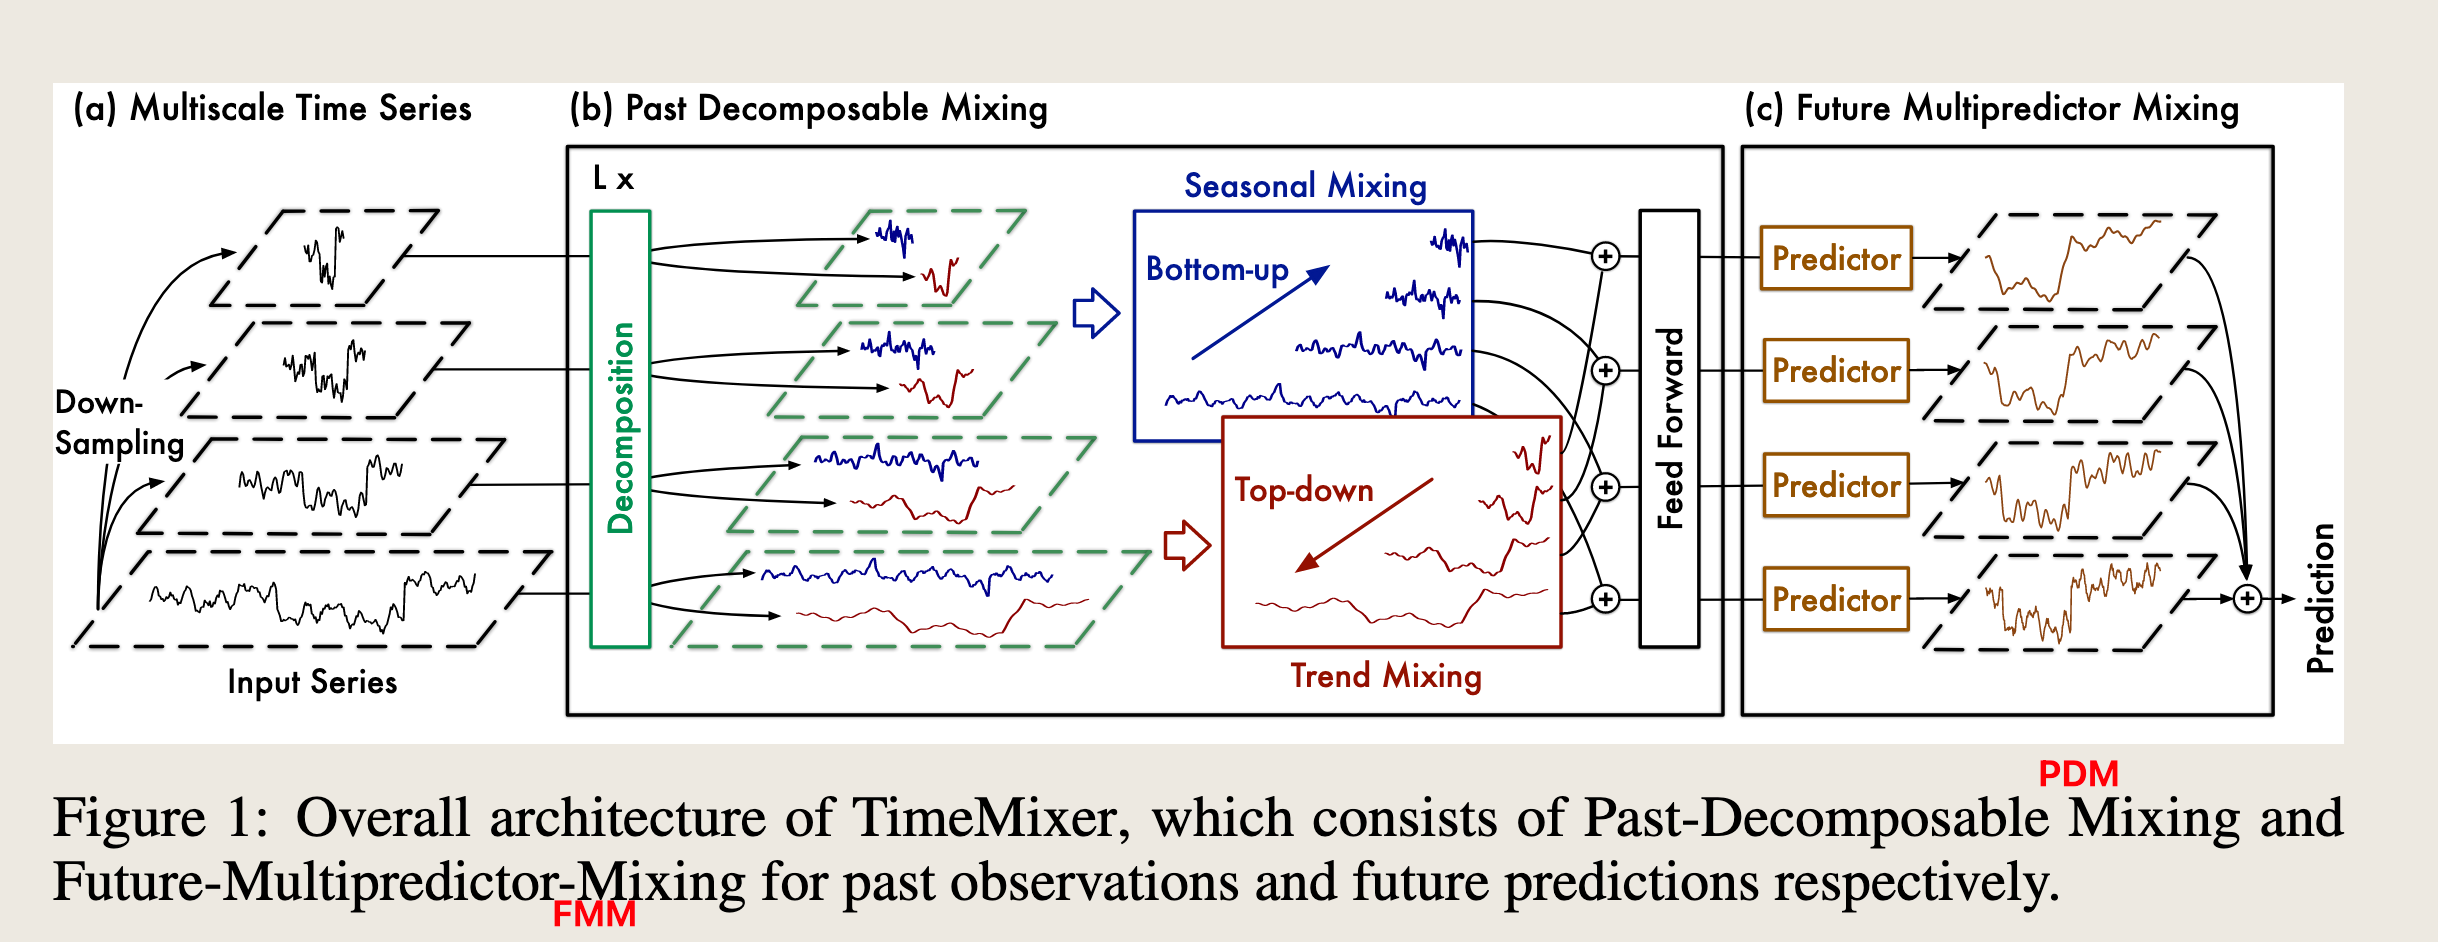 (a) Multiscale Time Series
(b) Past Decomposable Mixing
(c) Future Multipredictor Mixing
L x
Down-
Sampling
Input Series
Decomposition
Seasonal Mixing
Bottom-up
Top-down
Trend Mixing
Feed Forward
Predictor
Predictor
Predictor
Predictor
Prediction
PDM
Figure 1: Overall architecture of TimeMixer, which consists of Past-Decomposable Mixing and
Future-Multipredictor-Mixing for past observations and future predictions respectively.
FMM